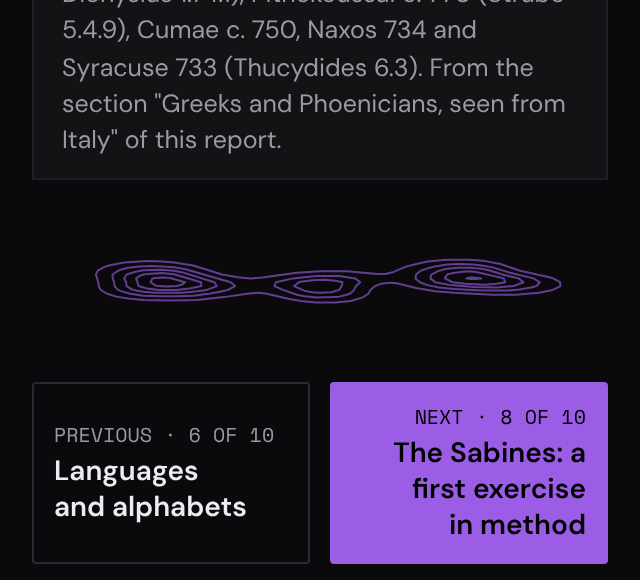 5.4.9), Cumae c. 750, Naxos 734 and
Syracuse 733 (Thucydides 6.3). From the
section "Greeks and Phoenicians, seen from
Italy" of this report.
PREVIOUS · 6 OF 10
Languages
and alphabets
NEXT · 8 OF 10
The Sabines: a
first exercise
in method